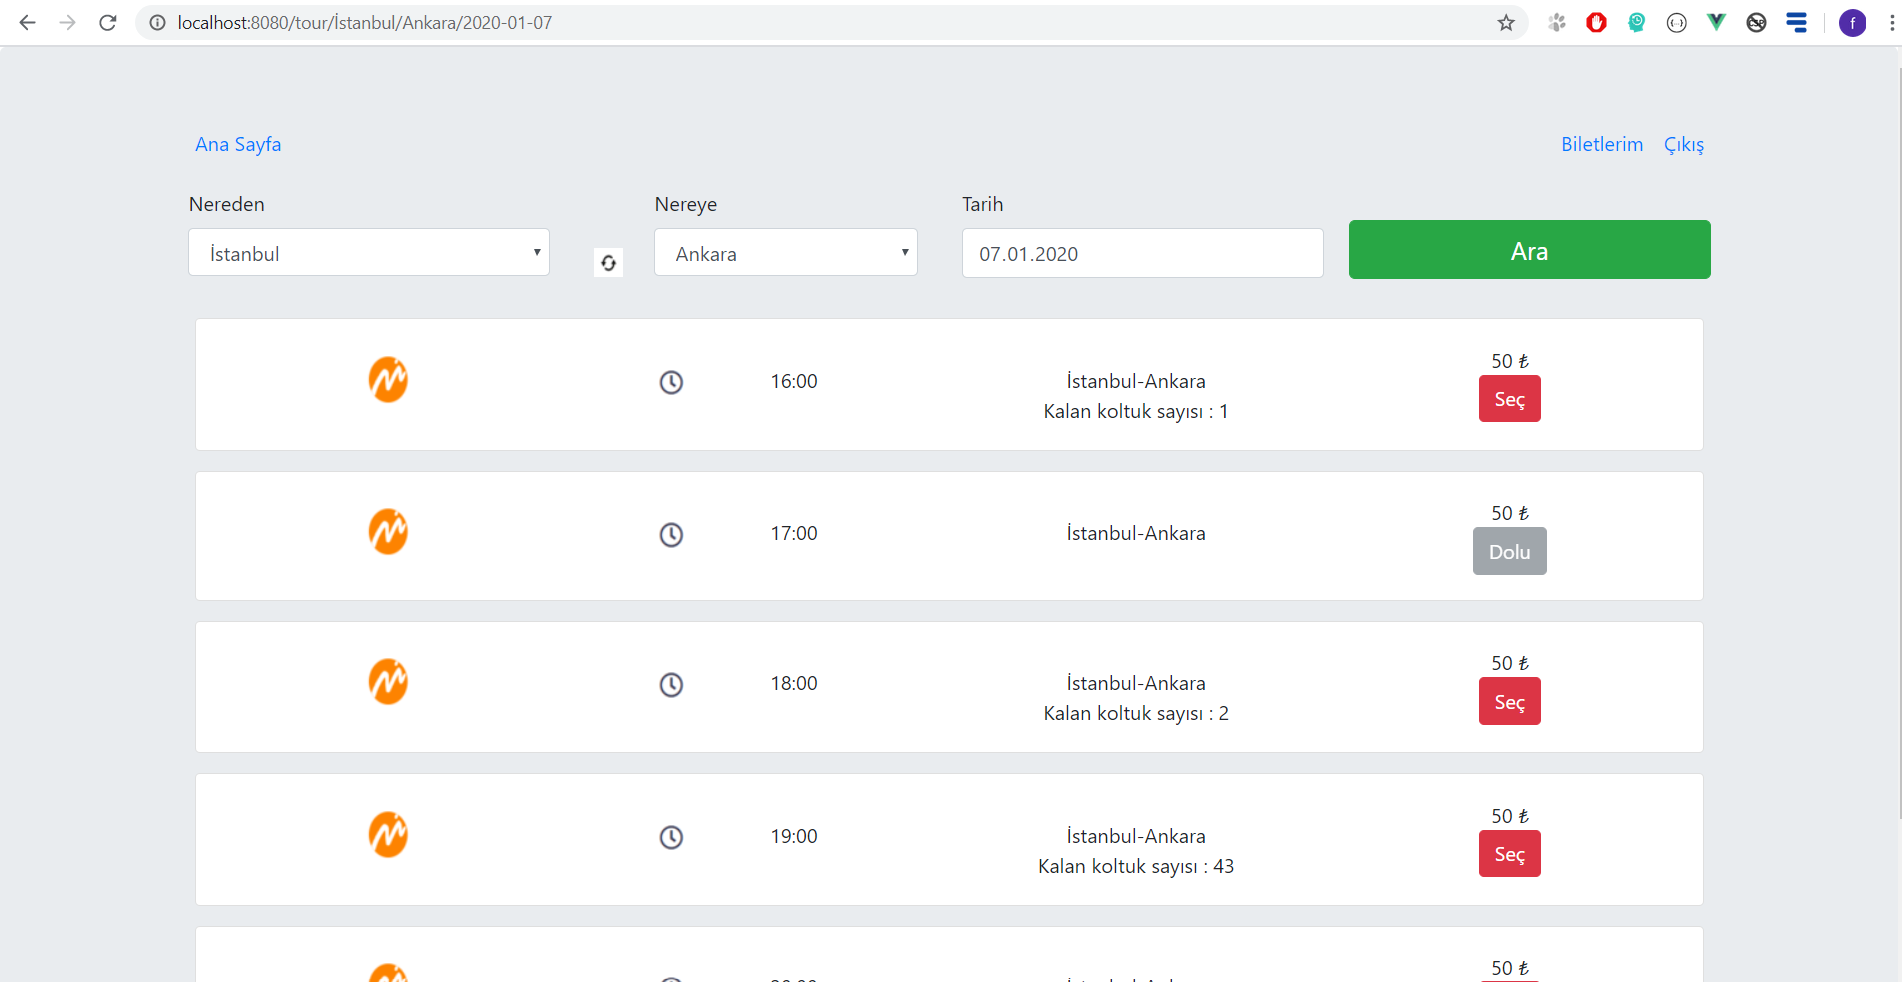 localhost:8080/tour/İstanbul/Ankara/2020-01-07
f
Ana Sayfa
Biletlerim Çıkış
Nereden Nereye Tarih
İstanbul Ankara 07.01.2020 Ara
50 ₺
16:00 İstanbul-Ankara
Seç
Kalan koltuk sayısı : 1
50 ₺
17:00 İstanbul-Ankara
Dolu
50 ₺
18:00 İstanbul-Ankara
Seç
Kalan koltuk sayısı : 2
50 ₺
19:00 İstanbul-Ankara
Seç
Kalan koltuk sayısı : 43
50 ₺